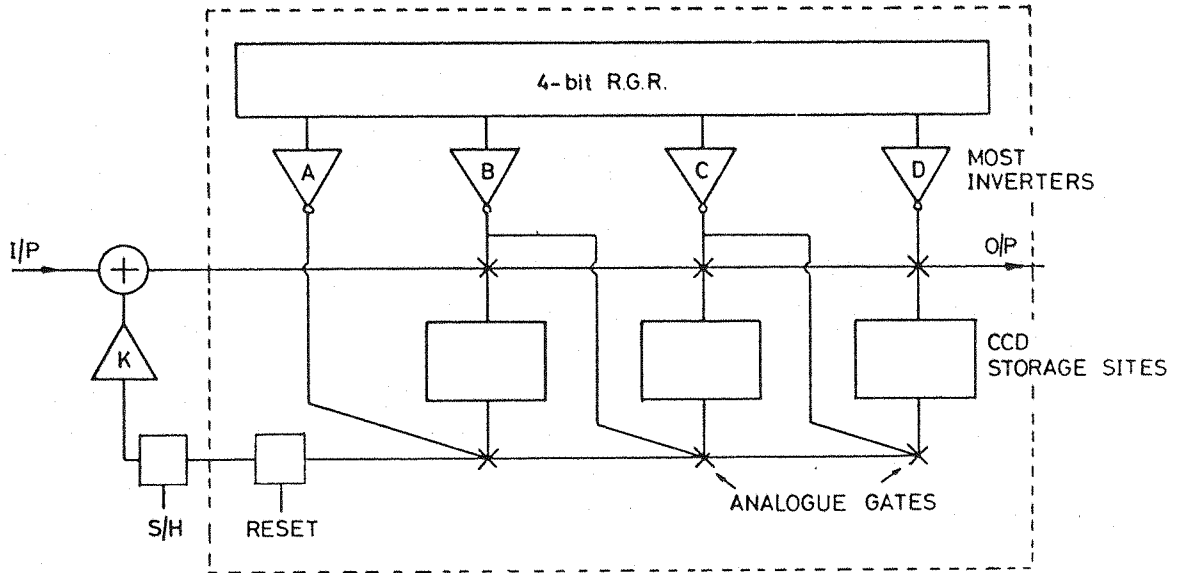 4-bit R.G.R.
A
B
C
D
MOST
INVERTERS
I/P
+
O/P
K
CCD
STORAGE SITES
ANALOGUE GATES
S/H
RESET